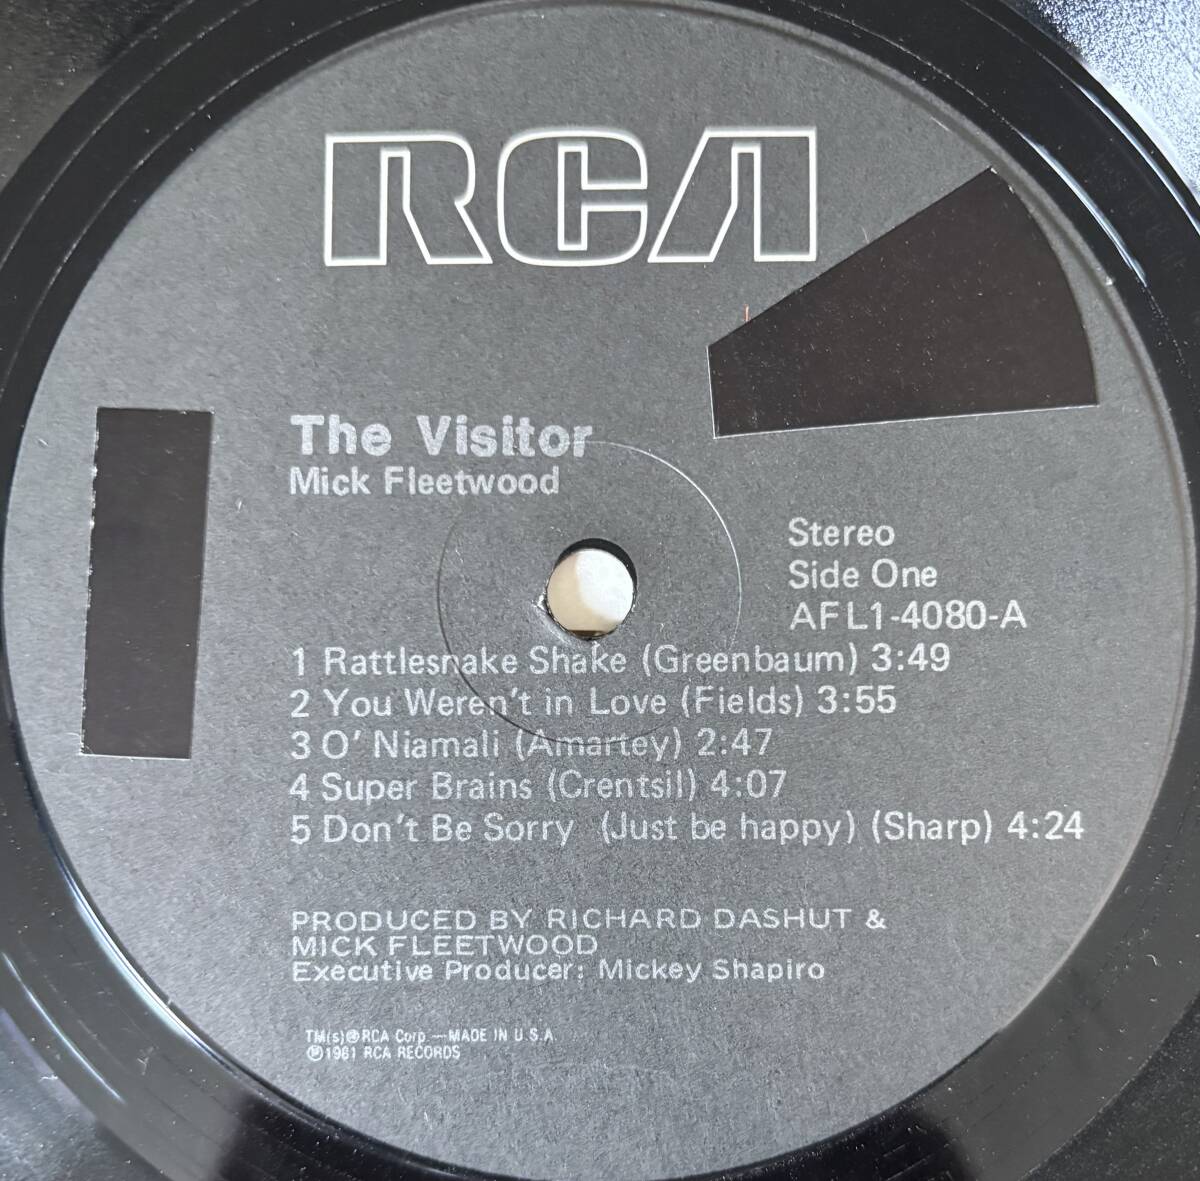 RCA
The Visitor
Mick Fleetwood
Stereo
Side One
AFL1-4080-A
1 Rattlesnake Shake (Greenbaum) 3:49
2 You Weren't in Love (Fields) 3:55
3 O' Niamali (Amartey) 2:47
4 Super Brains (Crentsil) 4:07
5 Don't Be Sorry (Just be happy) (Sharp) 4:24
PRODUCED BY RICHARD DASHUT &
MICK FLEETWOOD
Executive Producer: Mickey Shapiro
TM(s)®RCA Corp.—MADE IN U.S.A.
℗1981 RCA RECORDS